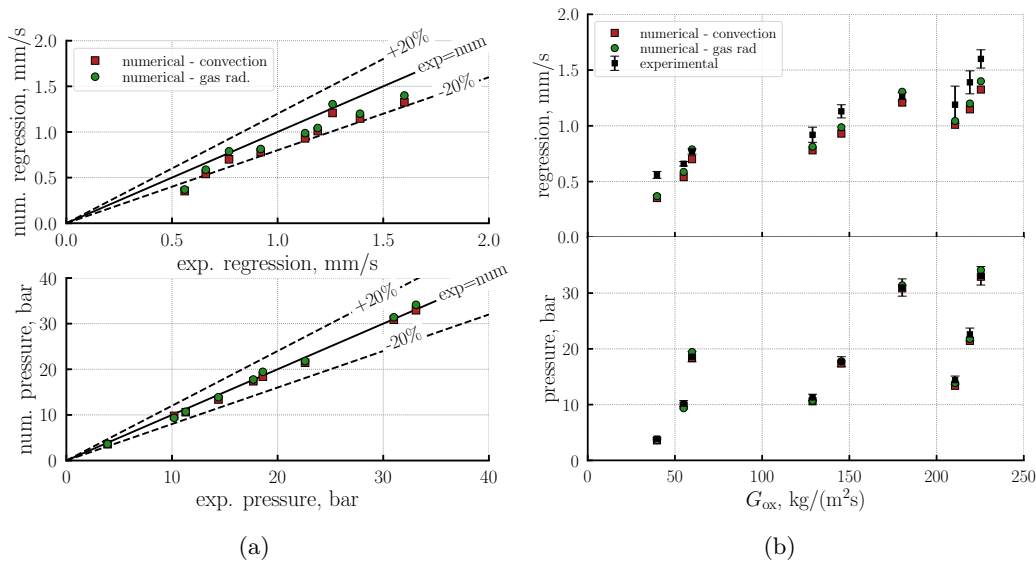 2.0
1.5
1.0
0.5
0.0
num. regression, mm/s
numerical - convection
numerical - gas rad.
+20%
exp=num
-20%
0.0 0.5 1.0 1.5 2.0
exp. regression, mm/s
40
30
20
10
0
num. pressure, bar
+20%
exp=num
-20%
0 10 20 30 40
exp. pressure, bar
(a)
2.0
1.5
1.0
0.5
0.0
regression, mm/s
numerical - convection
numerical - gas rad
experimental
30
20
10
0
pressure, bar
0 50 100 150 200 250
Gox, kg/(m²s)
(b)